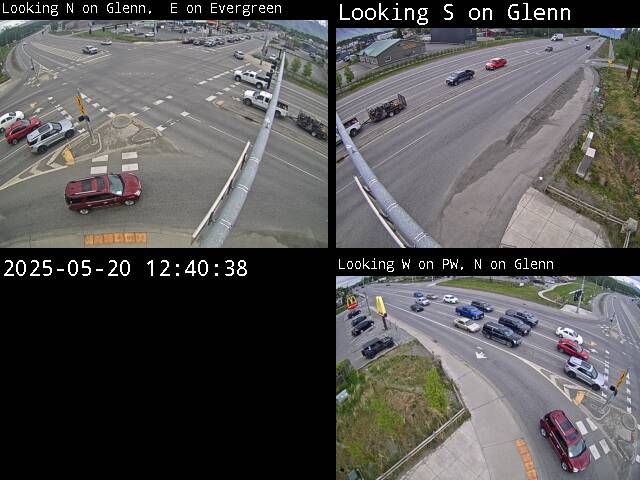 Looking N on Glenn, E on Evergreen
Looking S on Glenn
2025-05-20 12:40:38
Looking W on PW, N on Glenn